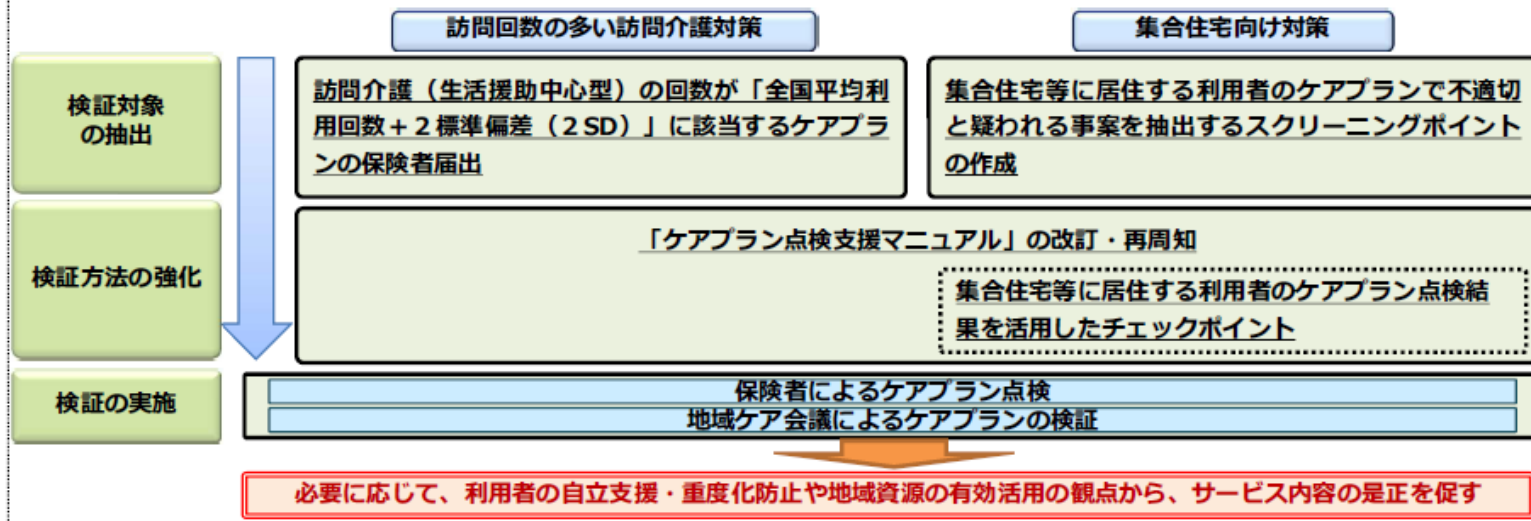 訪問回数の多い訪問介護対策
集合住宅向け対策
検証対象
の抽出
訪問介護（生活援助中心型）の回数が「全国平均利
用回数＋２標準偏差（２SD）」に該当するケアプラ
ンの保険者届出
集合住宅等に居住する利用者のケアプランで不適切
と疑われる事案を抽出するスクリーニングポイント
の作成
検証方法の強化
「ケアプラン点検支援マニュアル」の改訂・再周知
集合住宅等に居住する利用者のケアプラン点検結
果を活用したチェックポイント
検証の実施
保険者によるケアプラン点検
地域ケア会議によるケアプランの検証
必要に応じて、利用者の自立支援・重度化防止や地域資源の有効活用の観点から、サービス内容の是正を促す